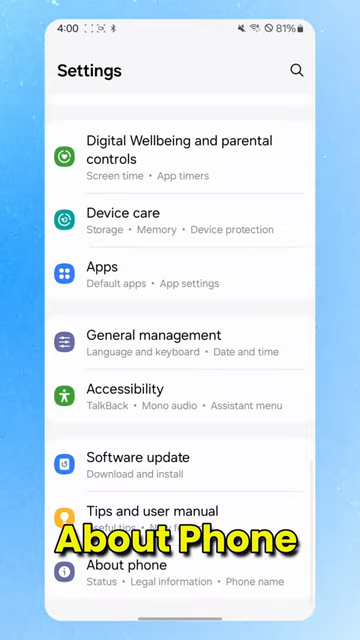 4:00 81%
Settings
Digital Wellbeing and parental
controls
Screen time • App timers
Device care
Storage • Memory • Device protection
Apps
Default apps • App settings
General management
Language and keyboard • Date and time
Accessibility
TalkBack • Mono audio • Assistant menu
Software update
Download and install
Tips and user manual
Useful tips •
About Phone
About phone
Status • Legal information • Phone name